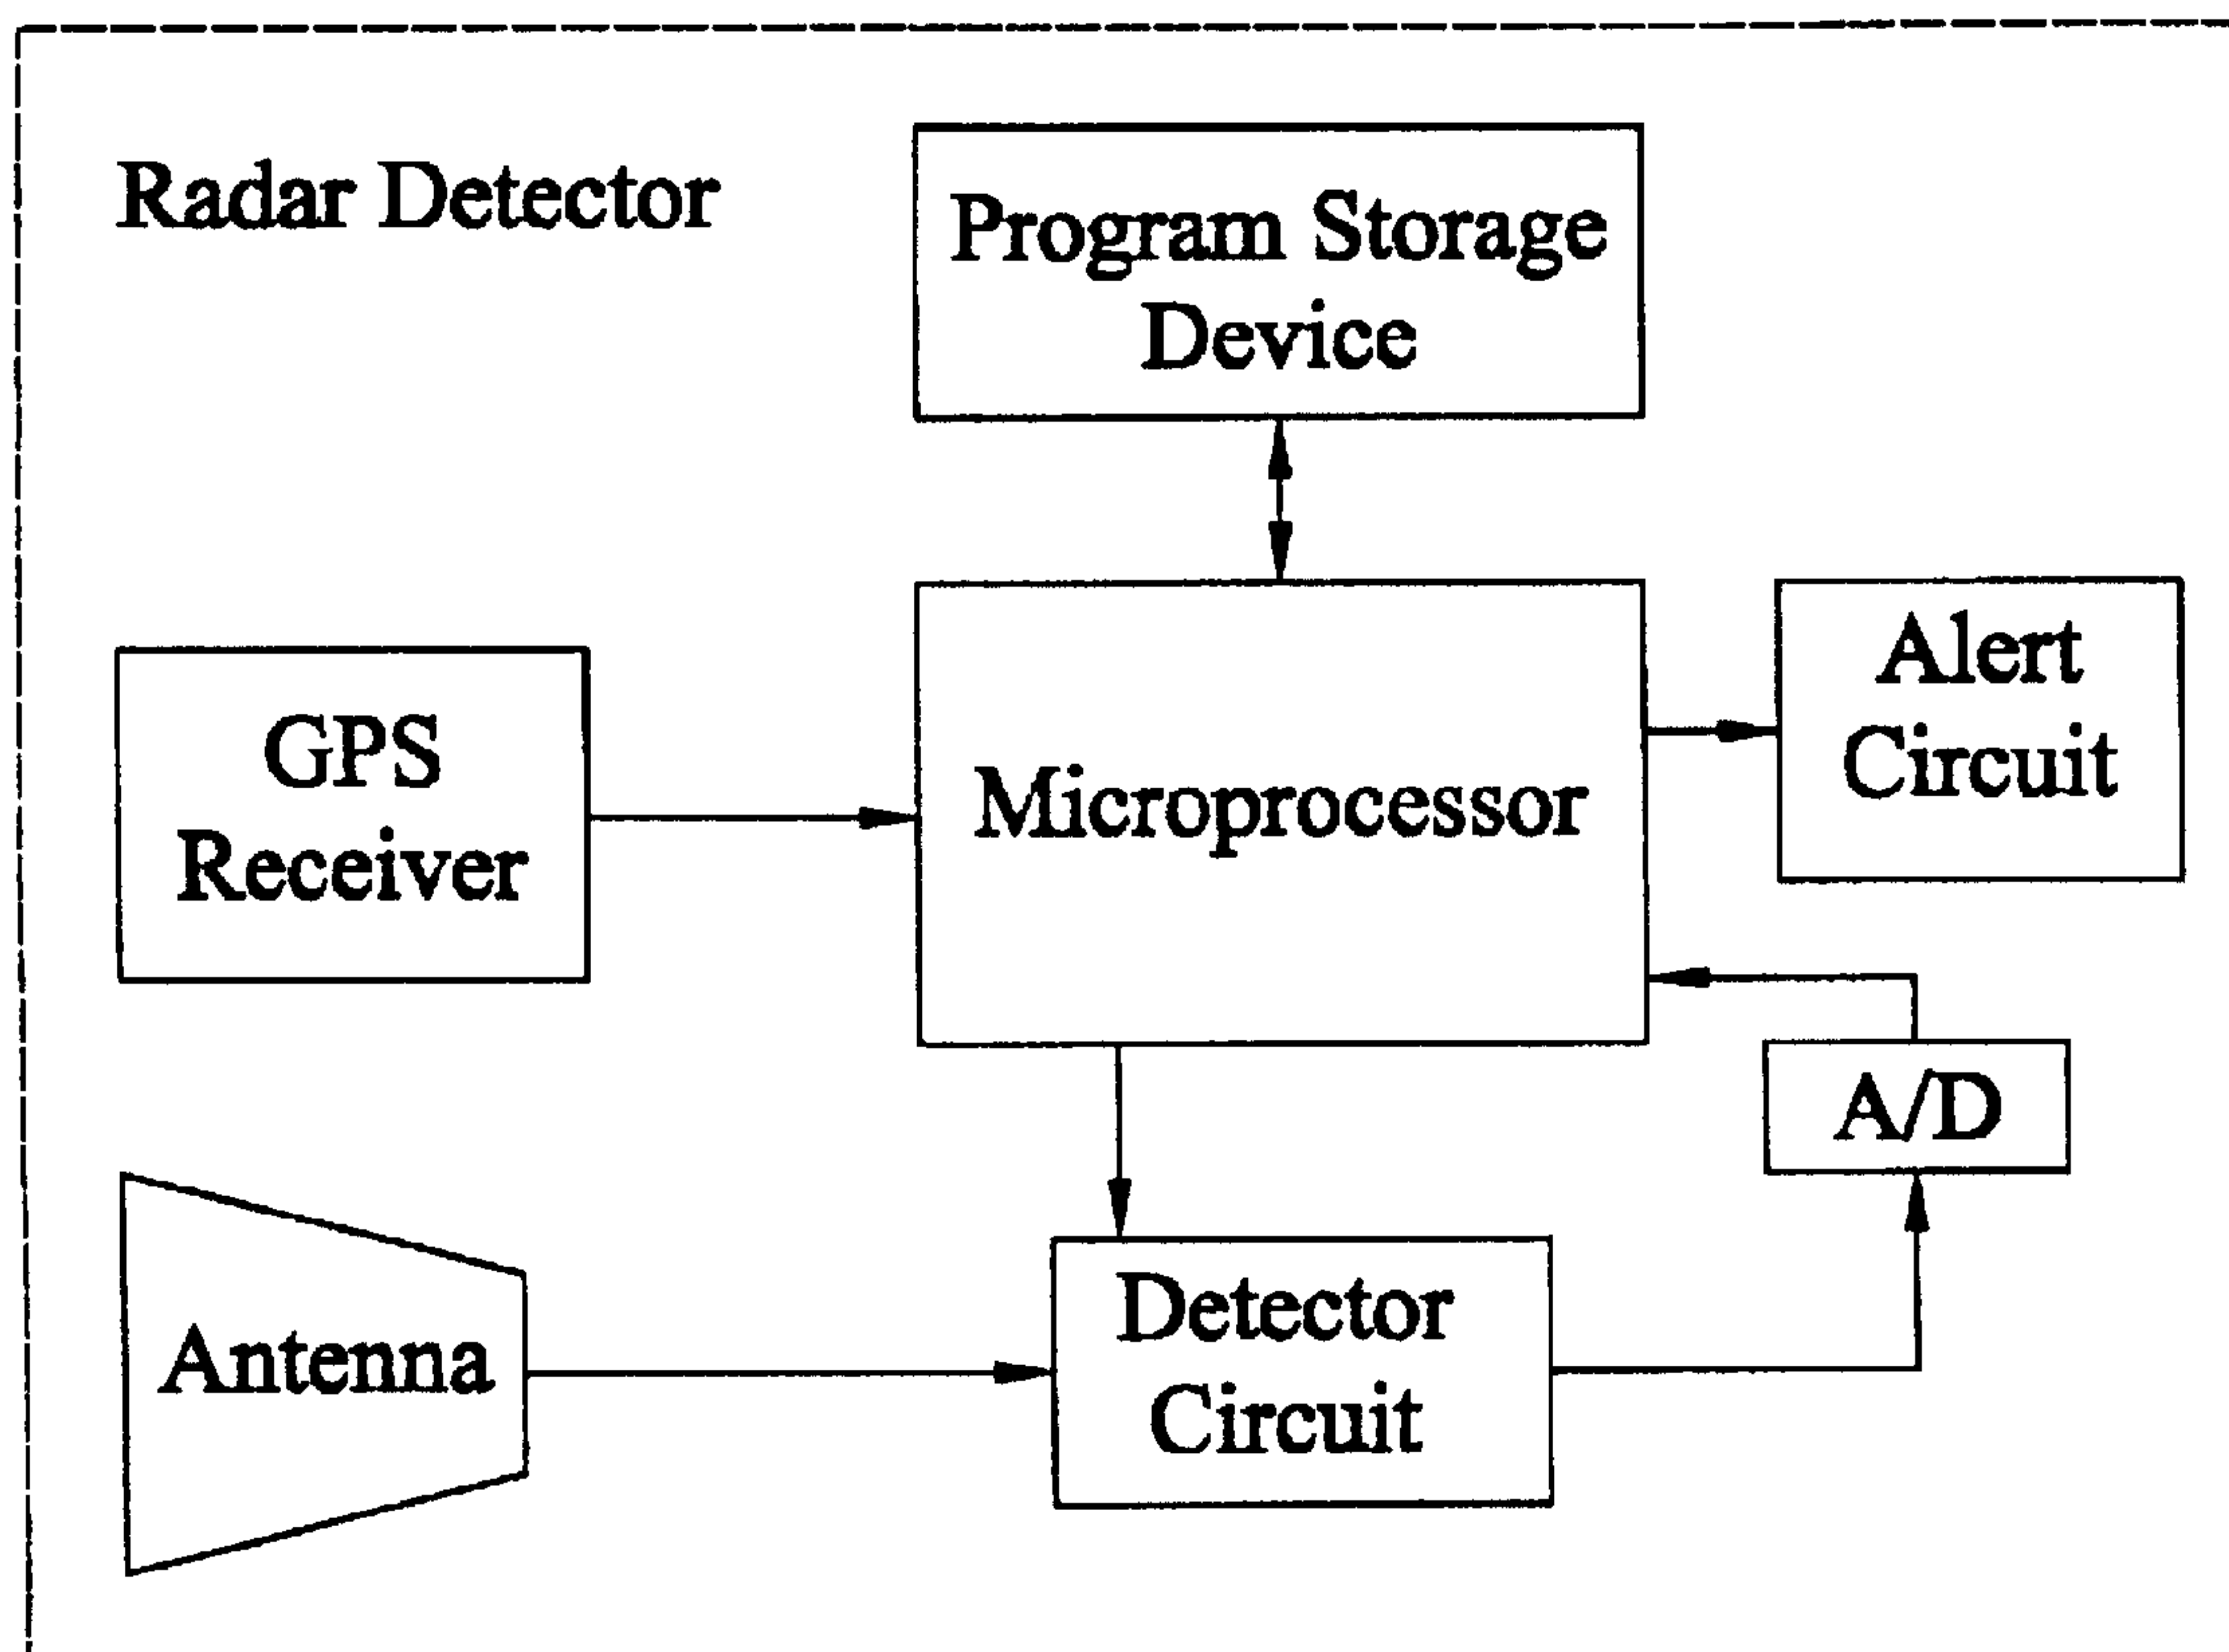 Radar Detector
Program Storage
Device
GPS
Receiver
Microprocessor
Alert
Circuit
A/D
Antenna
Detector
Circuit